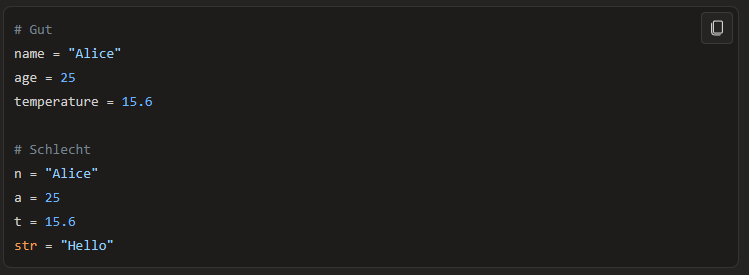 # Gut
name = "Alice"
age = 25
temperature = 15.6
# Schlecht
n = "Alice"
a = 25
t = 15.6
str = "Hello"